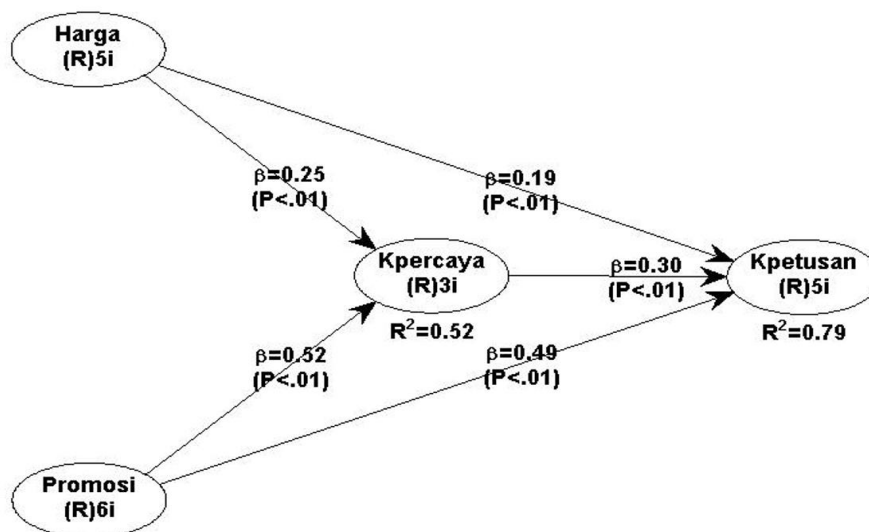 Harga
(R)5i
β=0.25
(P<.01)
β=0.19
(P<.01)
Kpercaya
(R)3i
R²=0.52
β=0.30
(P<.01)
Kpetusan
(R)5i
R²=0.79
β=0.52
(P<.01)
β=0.49
(P<.01)
Promosi
(R)6i